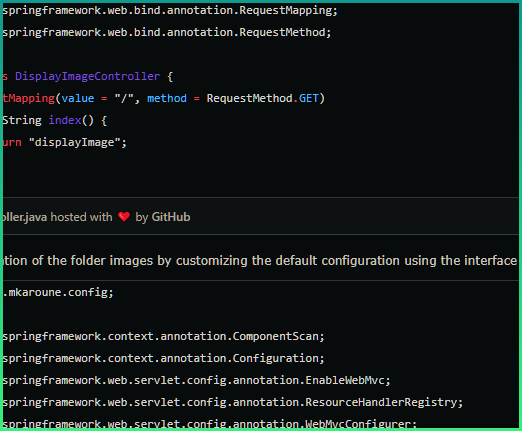 springframework.web.bind.annotation.RequestMapping;
springframework.web.bind.annotation.RequestMethod;
s DisplayImageController {
tMapping(value = "/", method = RequestMethod.GET)
String index() {
urn "displayImage";
oller.java hosted with ❤ by GitHub
ation of the folder images by customizing the default configuration using the interface
.mkaroune.config;
springframework.context.annotation.ComponentScan;
springframework.context.annotation.Configuration;
springframework.web.servlet.config.annotation.EnableWebMvc;
springframework.web.servlet.config.annotation.ResourceHandlerRegistry;
springframework.web.servlet.config.annotation.WebMvcConfigurer;